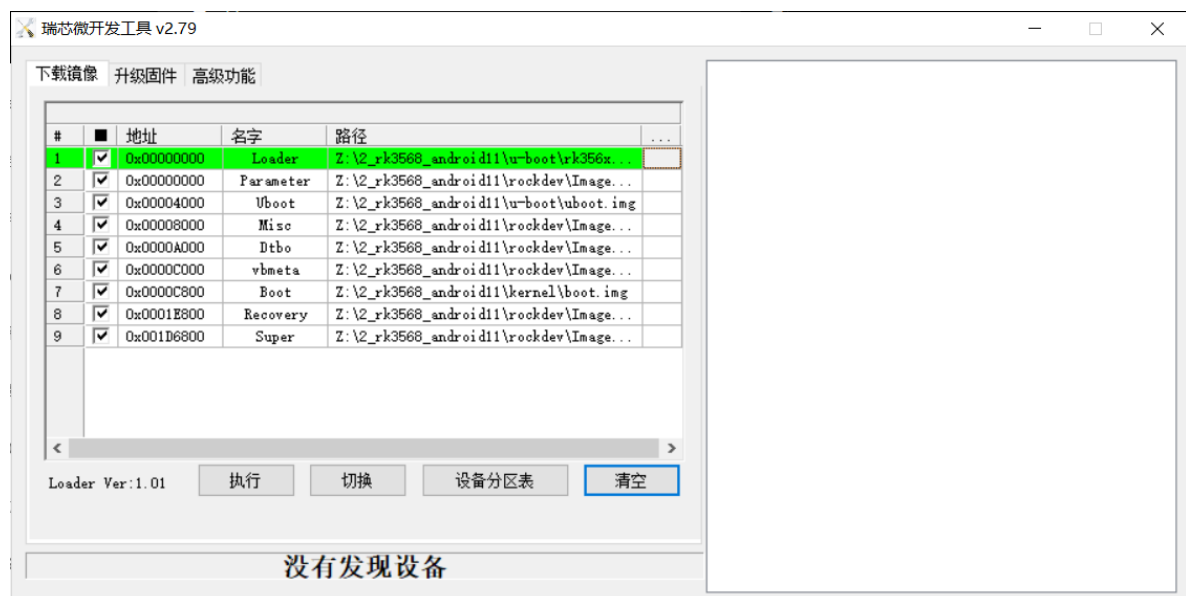 瑞芯微开发工具 v2.79
下载镜像 升级固件 高级功能
# 地址 名字 路径 ...
1 0x00000000 Loader Z:\2_rk3568_android11\u-boot\rk356x...
2 0x00000000 Parameter Z:\2_rk3568_android11\rockdev\Image...
3 0x00004000 Uboot Z:\2_rk3568_android11\u-boot\uboot.img
4 0x00008000 Misc Z:\2_rk3568_android11\rockdev\Image...
5 0x0000A000 Dtbo Z:\2_rk3568_android11\rockdev\Image...
6 0x0000C000 vbmeta Z:\2_rk3568_android11\rockdev\Image...
7 0x0000C800 Boot Z:\2_rk3568_android11\kernel\boot.img
8 0x0001E800 Recovery Z:\2_rk3568_android11\rockdev\Image...
9 0x001D6800 Super Z:\2_rk3568_android11\rockdev\Image...
Loader Ver:1.01 执行 切换 设备分区表 清空
没有发现设备